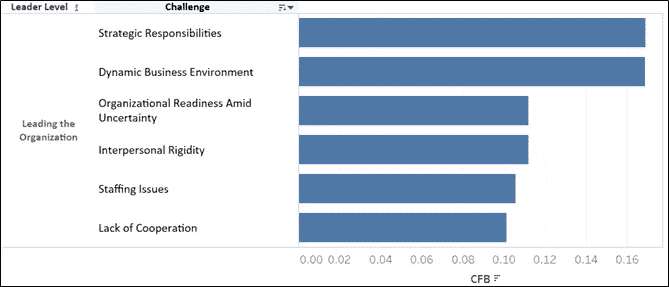 Leader Level
Challenge
Strategic Responsibilities
Dynamic Business Environment
Organizational Readiness Amid
Uncertainty
Leading the
Organization
Interpersonal Rigidity
Staffing Issues
Lack of Cooperation
0.00 0.02 0.04 0.06 0.08 0.10 0.12 0.14 0.16
CFB